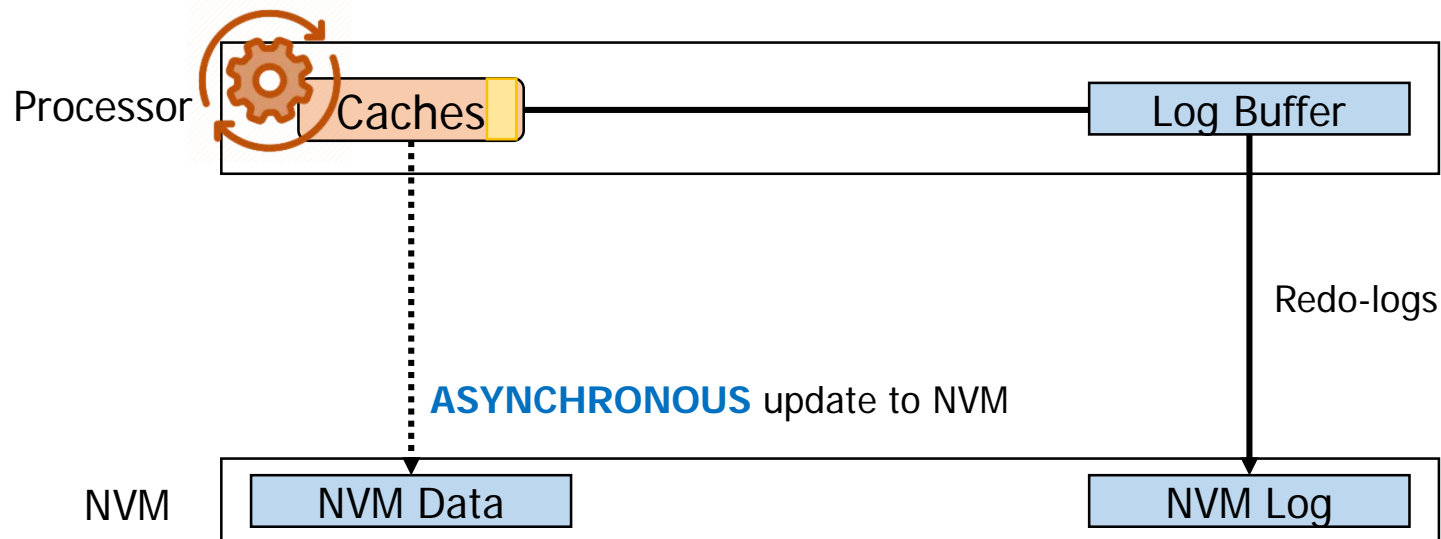 Processor
Caches
Log Buffer
Redo-logs
ASYNCHRONOUS update to NVM
NVM
NVM Data
NVM Log